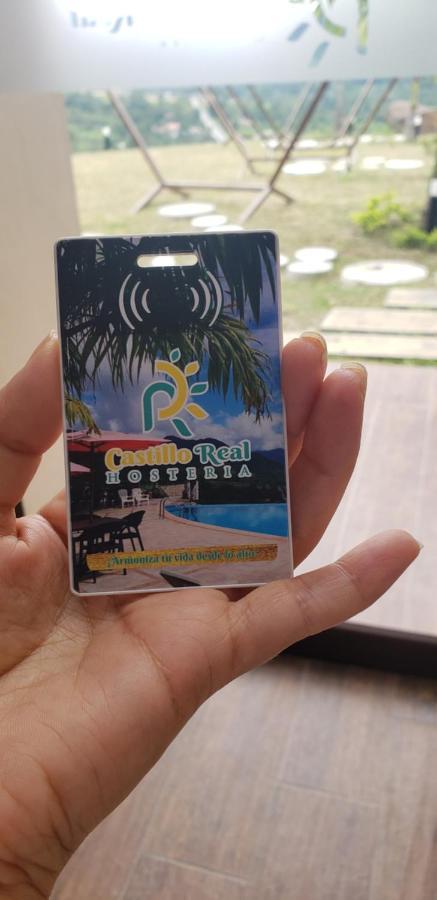 Castillo Real
HOSTERIA
¡Armoniza tu vida desde lo alto!